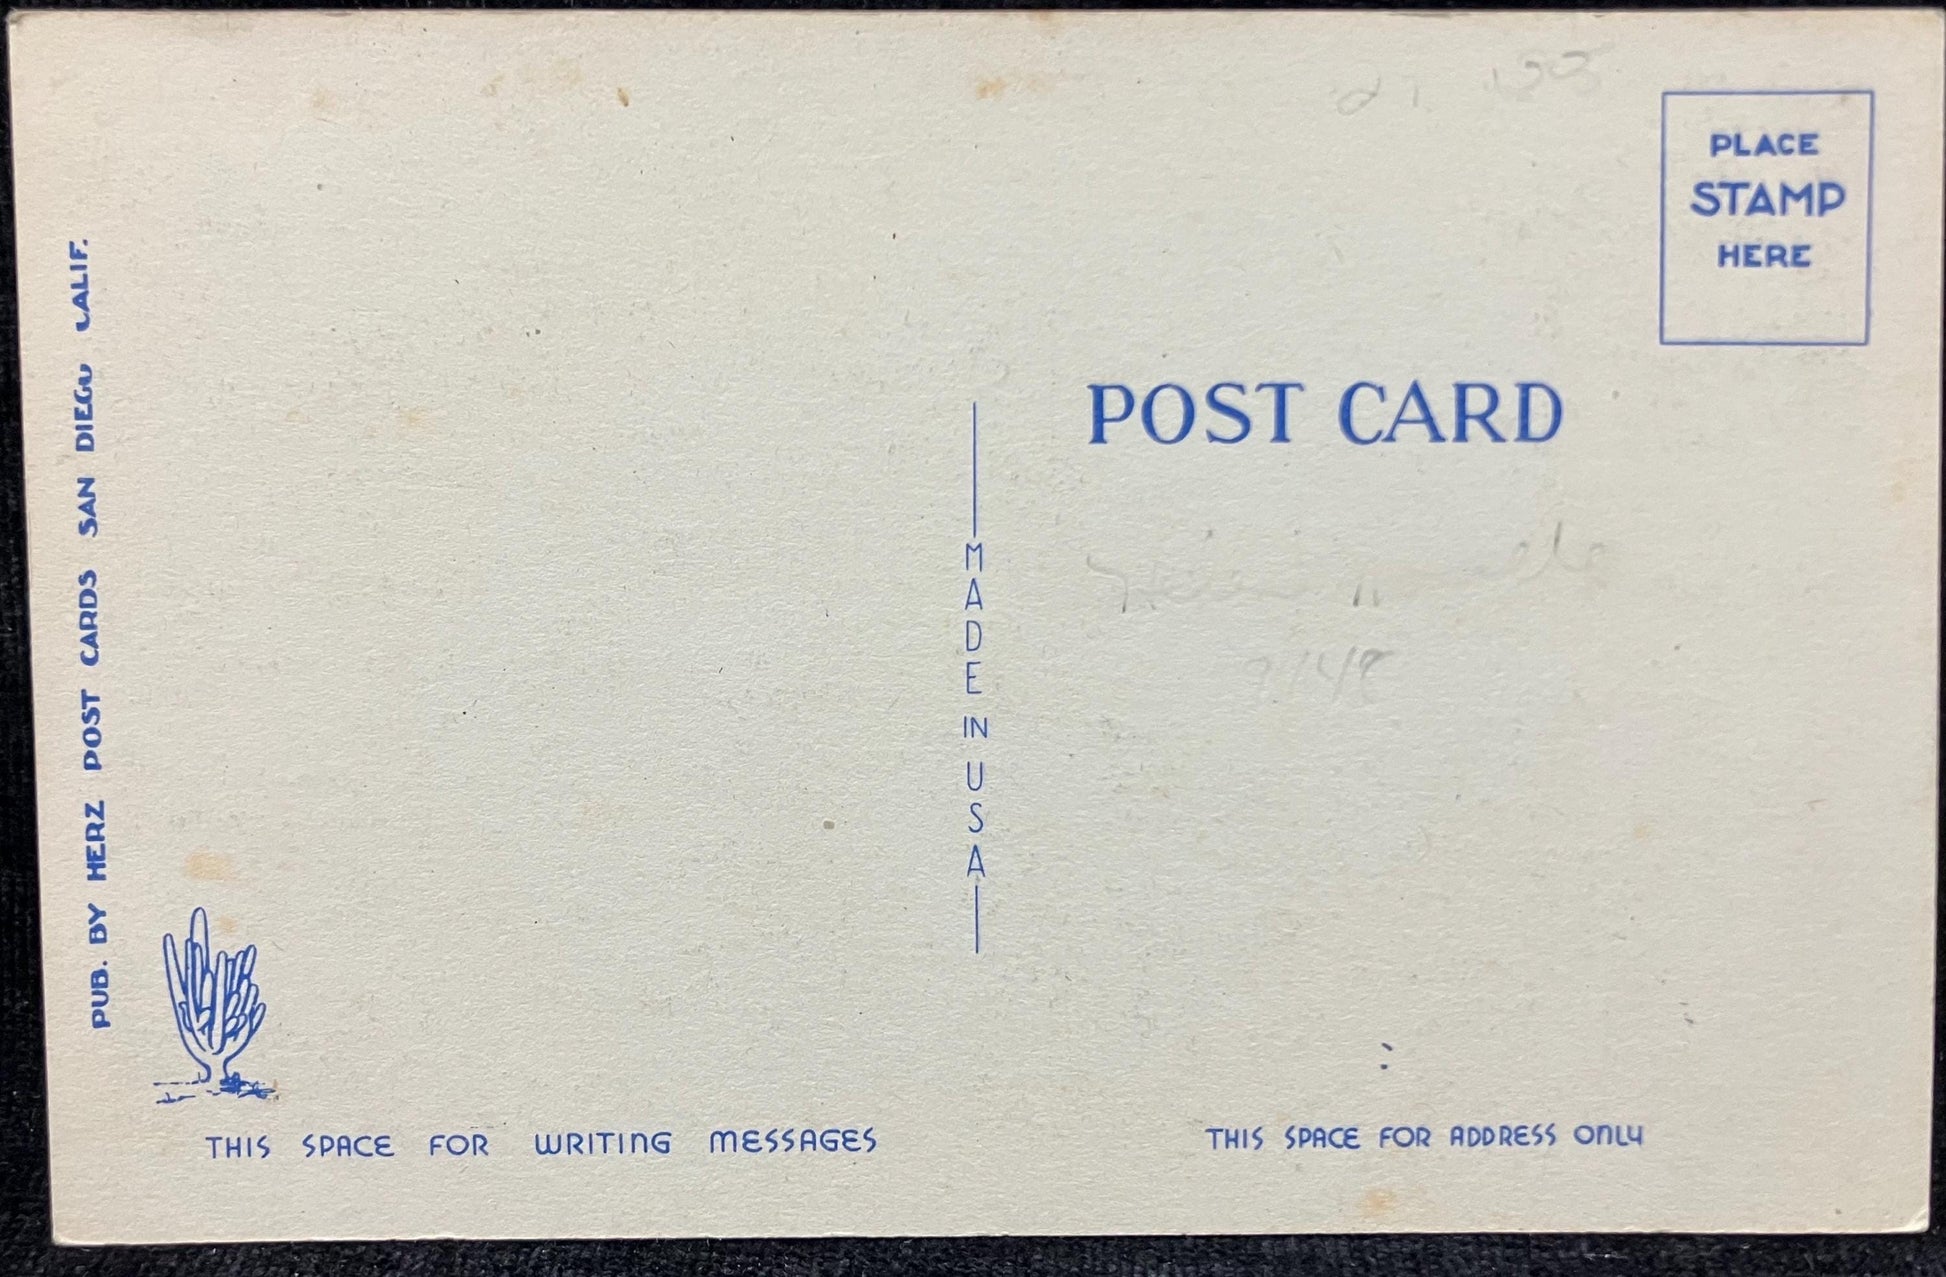 PUB. BY HERZ POST CARDS SAN DIEGO CALIF.
THIS SPACE FOR WRITING MESSAGES
MADE IN USA
PLACE
STAMP
HERE
POST CARD
THIS SPACE FOR ADDRESS ONLY